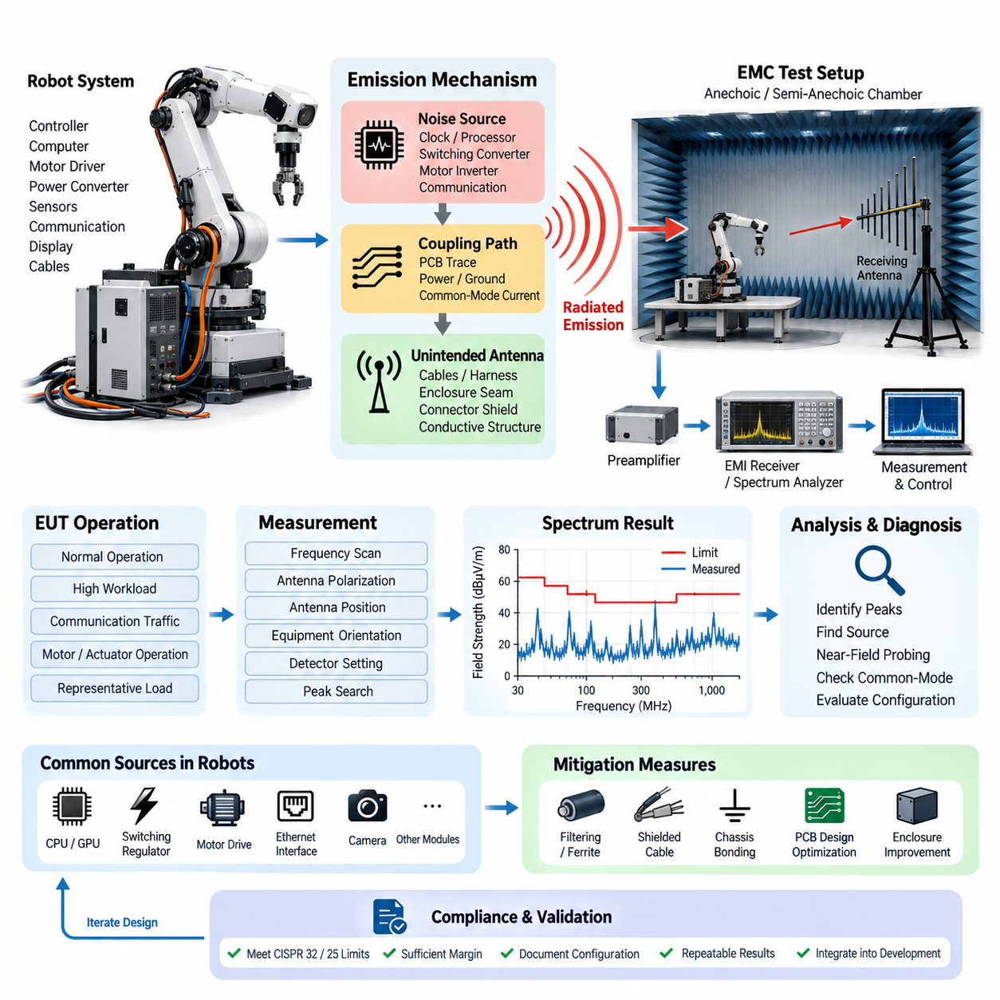 Robot System
Controller
Computer
Motor Driver
Power Converter
Sensors
Communication
Display
Cables
Emission Mechanism
Noise Source
Clock / Processor
Switching Converter
Motor Inverter
Communication
Coupling Path
PCB Trace
Power / Ground
Common-Mode Current
Unintended Antenna
Cables / Harness
Enclosure Seam
Connector Shield
Conductive Structure
Radiated
Emission
EMC Test Setup
Anechoic / Semi-Anechoic Chamber
Receiving
Antenna
Preamplifier
EMI Receiver
/ Spectrum Analyzer
Measurement
& Control
EUT Operation
Normal Operation
High Workload
Communication Traffic
Motor / Actuator Operation
Representative Load
Measurement
Frequency Scan
Antenna Polarization
Antenna Position
Equipment Orientation
Detector Setting
Peak Search
Spectrum Result
Field Strength (dBµV/m)
80
60
40
20
0
Limit
Measured
30
100
300
1,000
Frequency (MHz)
Analysis & Diagnosis
Identify Peaks
Find Source
Near-Field Probing
Check Common-Mode
Evaluate Configuration
Common Sources in Robots
CPU / GPU
Switching
Regulator
Motor Drive
Ethernet
Interface
Camera
...
Other Modules
Mitigation Measures
Filtering
/ Ferrite
Shielded
Cable
Chassis
Bonding
PCB Design
Optimization
Enclosure
Improvement
Iterate Design
Compliance & Validation
Meet CISPR 32 / 25 Limits
Sufficient Margin
Document Configuration
Repeatable Results
Integrate into Development